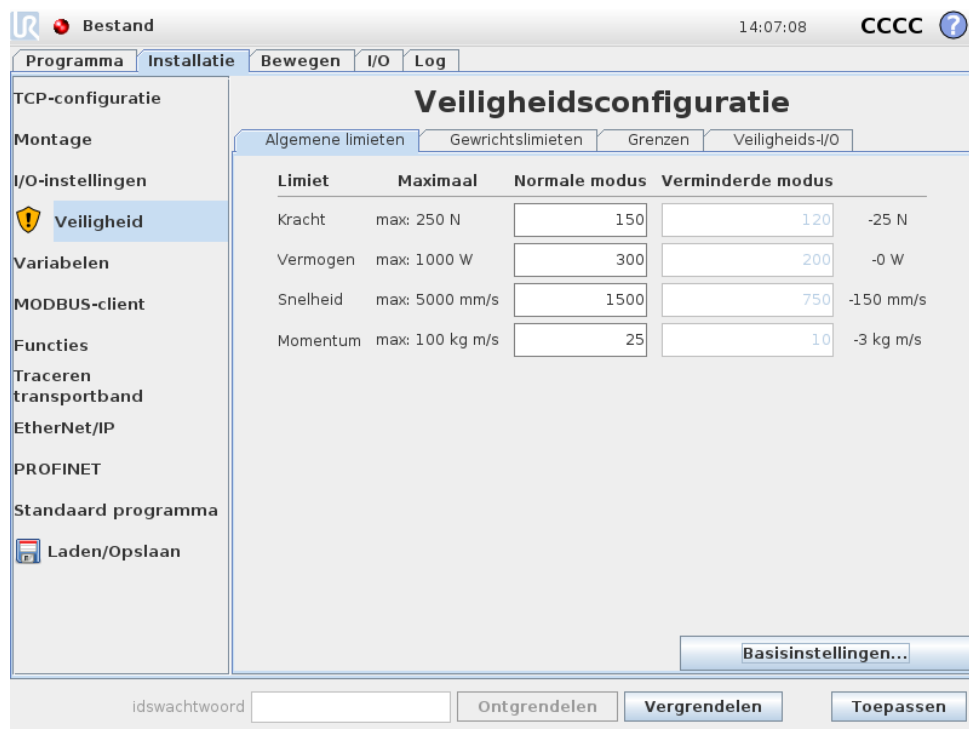 UR Bestand 14:07:08 CCCC ?
Programma Installatie Bewegen I/O Log
TCP-configuratie
Montage
I/O-instellingen
Veiligheid
Variabelen
MODBUS-client
Functies
Traceren
transportband
EtherNet/IP
PROFINET
Standaard programma
Laden/Opslaan
Veiligheidsconfiguratie
Algemene limieten Gewrichtslimieten Grenzen Veiligheids-I/O
Limiet Maximaal Normale modus Verminderde modus
Kracht max: 250 N 150 120 -25 N
Vermogen max: 1000 W 300 200 -0 W
Snelheid max: 5000 mm/s 1500 750 -150 mm/s
Momentum max: 100 kg m/s 25 10 -3 kg m/s
Basisinstellingen...
idswachtwoord Ontgrendelen Vergrendelen Toepassen